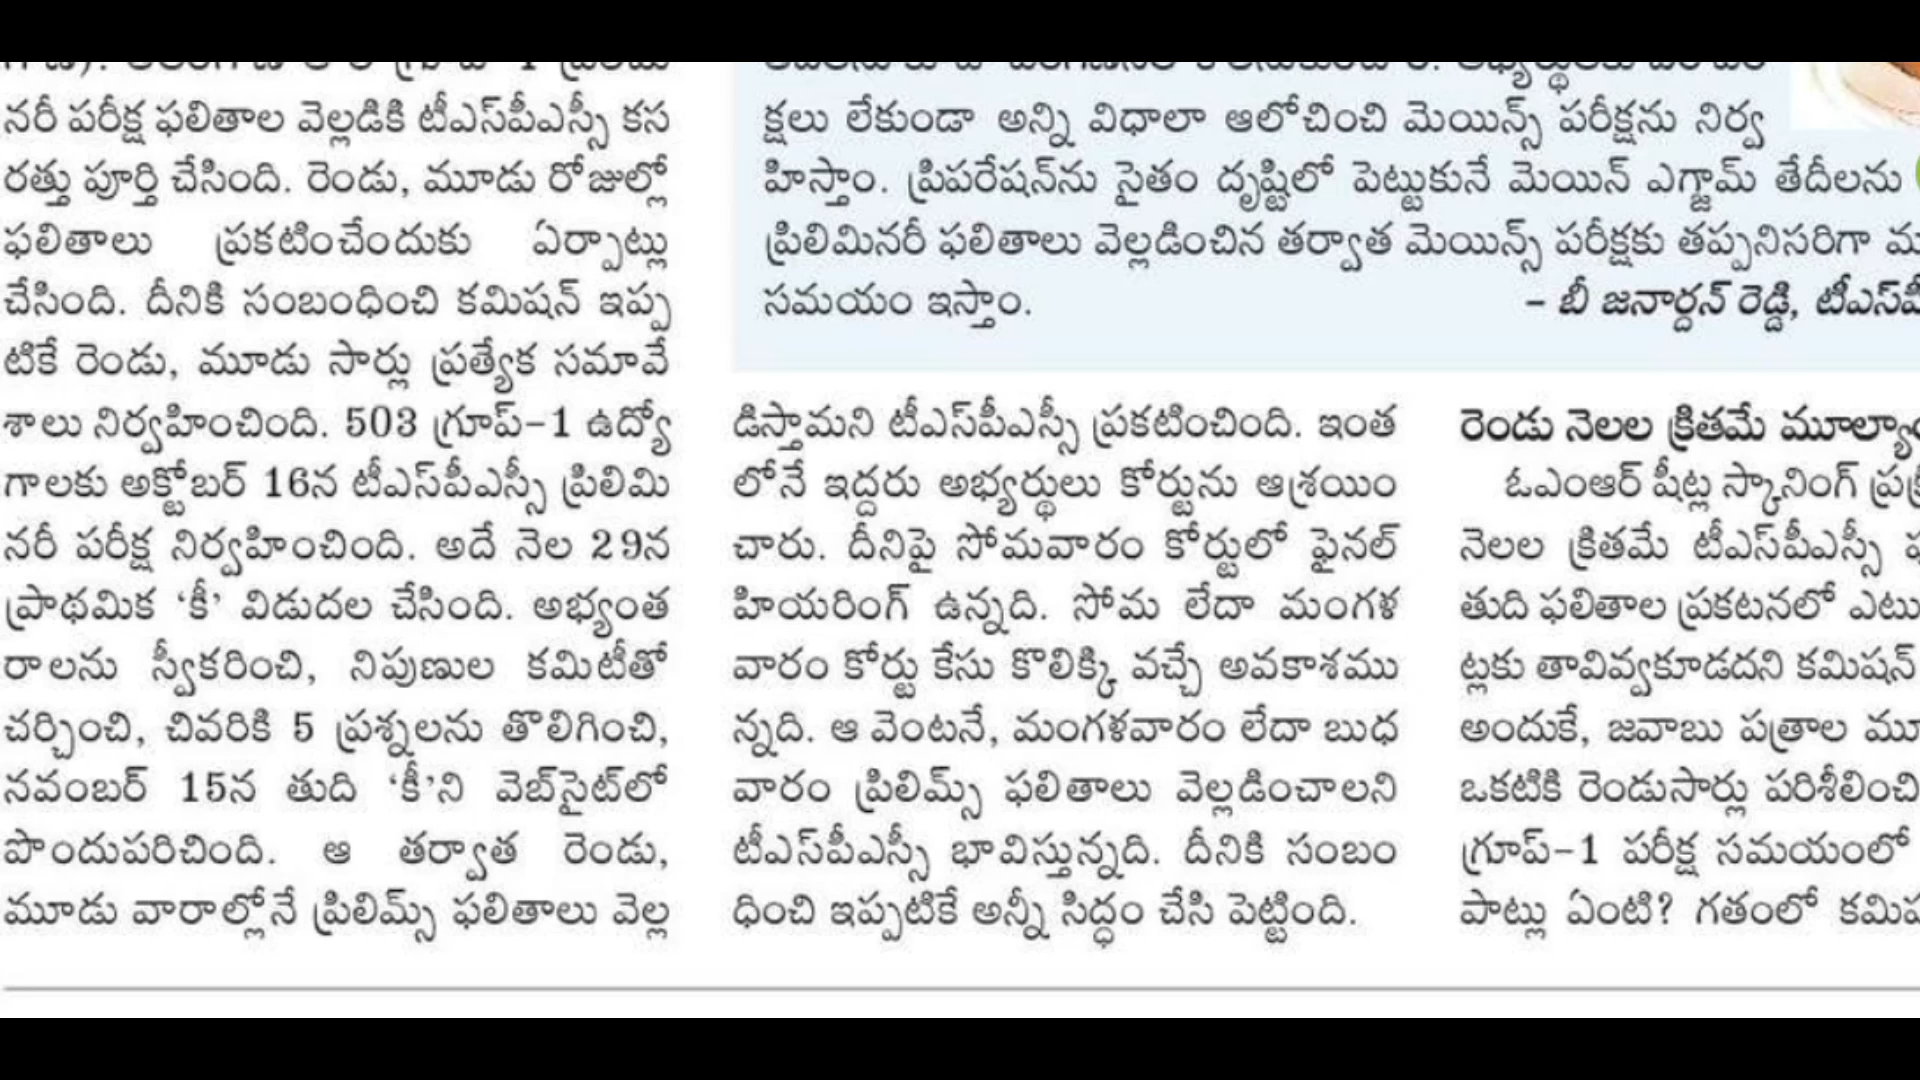 నరీ పరీక్ష ఫలితాల వెల్లడికి టీఎస్‌పీఎస్సీ కస
రత్తు పూర్తి చేసింది. రెండు, మూడు రోజుల్లో
ఫలితాలు ప్రకటించేందుకు ఏర్పాట్లు
చేసింది. దీనికి సంబంధించి కమిషన్ ఇప్ప
టికే రెండు, మూడు సార్లు ప్రత్యేక సమావే
శాలు నిర్వహించింది. 503 గ్రూప్-1 ఉద్యో
గాలకు అక్టోబర్ 16న టీఎస్‌పీఎస్సీ ప్రిలిమి
నరీ పరీక్ష నిర్వహించింది. అదే నెల 29న
ప్రాథమిక ‘కీ’ విడుదల చేసింది. అభ్యంత
రాలను స్వీకరించి, నిపుణుల కమిటీతో
చర్చించి, చివరికి 5 ప్రశ్నలను తొలిగించి,
నవంబర్ 15న తుది ‘కీ’ని వెబ్‌సైట్‌లో
పొందుపరిచింది. ఆ తర్వాత రెండు,
మూడు వారాల్లోనే ప్రిలిమ్స్ ఫలితాలు వెల్ల
క్షలు లేకుండా అన్ని విధాలా ఆలోచించి మెయిన్స్ పరీక్షను నిర్వ
హిస్తాం. ప్రిపరేషన్‌ను సైతం దృష్టిలో పెట్టుకునే మెయిన్ ఎగ్జామ్ తేదీలను
ప్రిలిమినరీ ఫలితాలు వెల్లడించిన తర్వాత మెయిన్స్ పరీక్షకు తప్పనిసరిగా
సమయం ఇస్తాం.
– బీ జనార్దన్ రెడ్డి,
డిస్తామని టీఎస్‌పీఎస్సీ ప్రకటించింది. ఇంత
లోనే ఇద్దరు అభ్యర్థులు కోర్టును ఆశ్రయిం
చారు. దీనిపై సోమవారం కోర్టులో ఫైనల్
హియరింగ్ ఉన్నది. సోమ లేదా మంగళ
వారం కోర్టు కేసు కొలిక్కి వచ్చే అవకాశము
న్నది. ఆ వెంటనే, మంగళవారం లేదా బుధ
వారం ప్రిలిమ్స్ ఫలితాలు వెల్లడించాలని
టీఎస్‌పీఎస్సీ భావిస్తున్నది. దీనికి సంబం
ధించి ఇప్పటికే అన్నీ సిద్ధం చేసి పెట్టింది.
రెండు నెలల క్రితమే
ఓఎంఆర్ షీట్ల స్కానింగ్
నెలల క్రితమే టీఎస్‌పీఎస్సీ
తుది ఫలితాల ప్రకటనలో
ట్లకు తావివ్వకూడదని కమిషన్
అందుకే, జవాబు పత్రాల
ఒకటికి రెండుసార్లు
గ్రూప్-1 పరీక్ష సమయంలో
పాట్లు ఏంటి? గతంలో